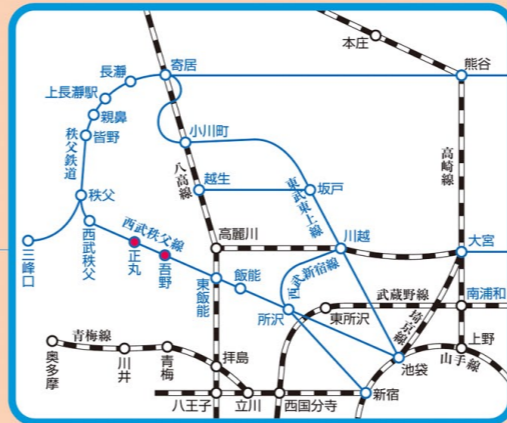 本庄
熊谷
寄居
長瀞
上長瀞駅
親鼻
皆野
秩父鉄道
小川町
八高線
越生
東武東上線
坂戸
高崎線
秩父
西武秩父線
西武秩父
三峰口
正丸
吾野
高麗川
川越
大宮
西武新宿線
東飯能
飯能
所沢
東所沢
武蔵野線
南浦和
埼京線
上野
山手線
池袋
青梅線
奥多摩
川井
青梅
拝島
八王子
立川
西国分寺
新宿